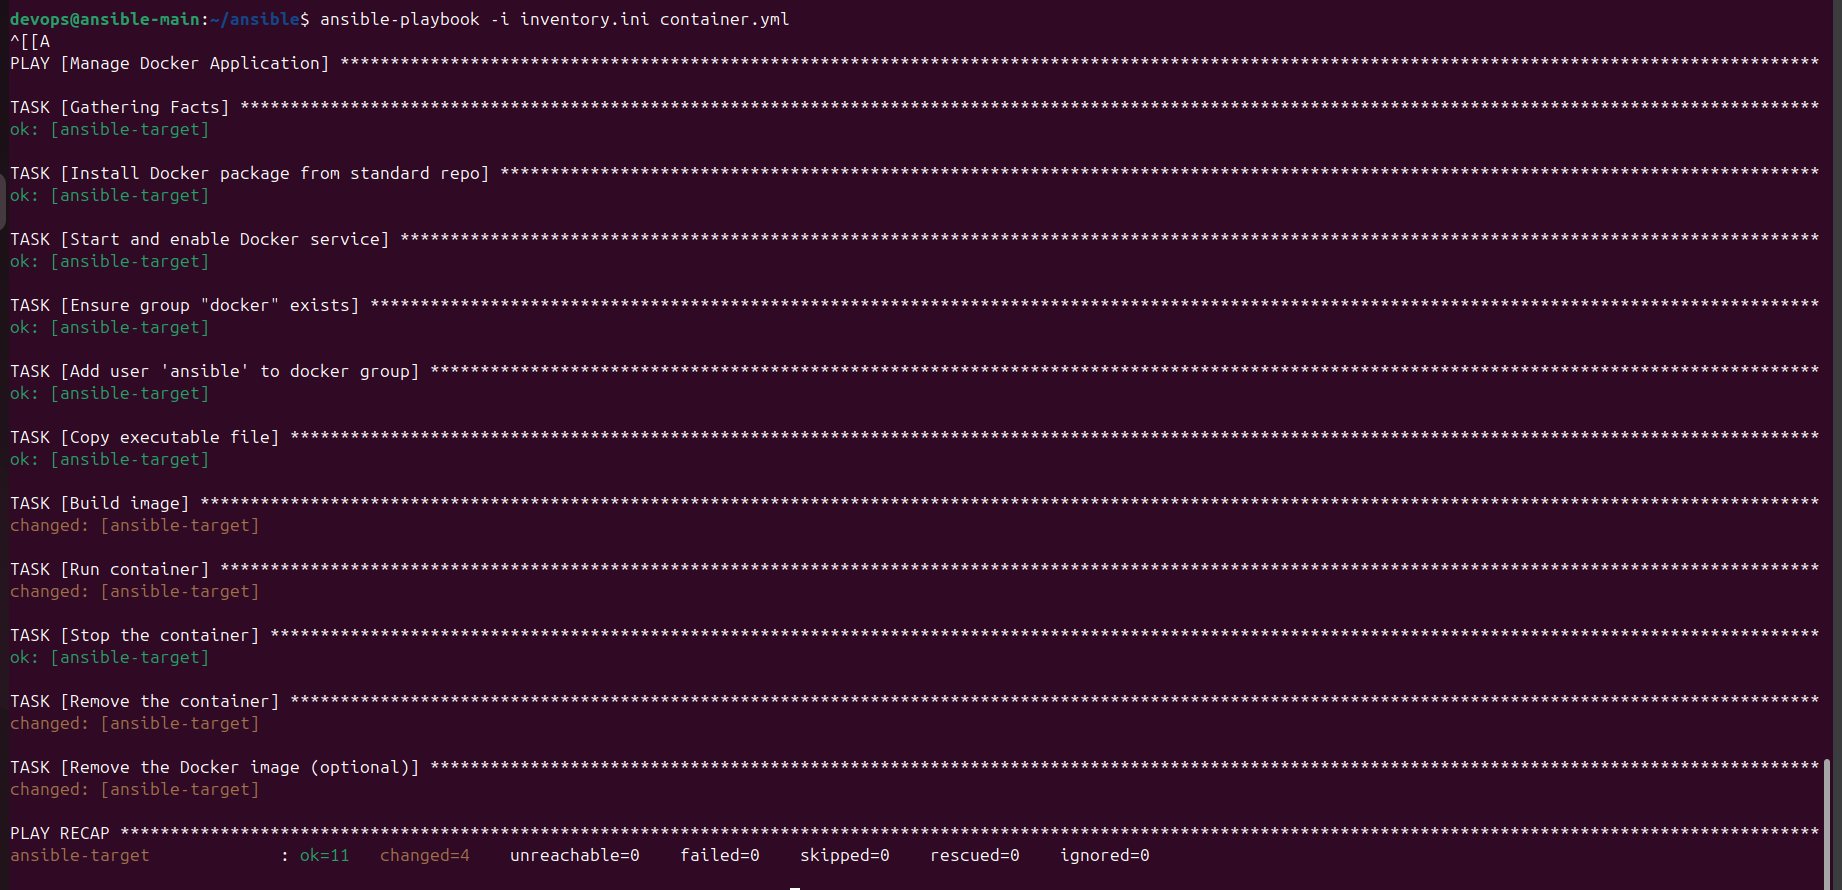 devops@ansible-main:~/ansible$ ansible-playbook -i inventory.ini container.yml
^[[A
PLAY [Manage Docker Application] ****************************************************************************************************************************************************
TASK [Gathering Facts] **************************************************************************************************************************************************************
ok: [ansible-target]
TASK [Install Docker package from standard repo] ************************************************************************************************************************************
ok: [ansible-target]
TASK [Start and enable Docker service] **********************************************************************************************************************************************
ok: [ansible-target]
TASK [Ensure group "docker" exists] *************************************************************************************************************************************************
ok: [ansible-target]
TASK [Add user 'ansible' to docker group] *******************************************************************************************************************************************
ok: [ansible-target]
TASK [Copy executable file] *********************************************************************************************************************************************************
ok: [ansible-target]
TASK [Build image] ******************************************************************************************************************************************************************
changed: [ansible-target]
TASK [Run container] ****************************************************************************************************************************************************************
changed: [ansible-target]
TASK [Stop the container] ***********************************************************************************************************************************************************
ok: [ansible-target]
TASK [Remove the container] *********************************************************************************************************************************************************
changed: [ansible-target]
TASK [Remove the Docker image (optional)] *******************************************************************************************************************************************
changed: [ansible-target]
PLAY RECAP **************************************************************************************************************************************************************************
ansible-target             : ok=11   changed=4    unreachable=0    failed=0    skipped=0    rescued=0    ignored=0